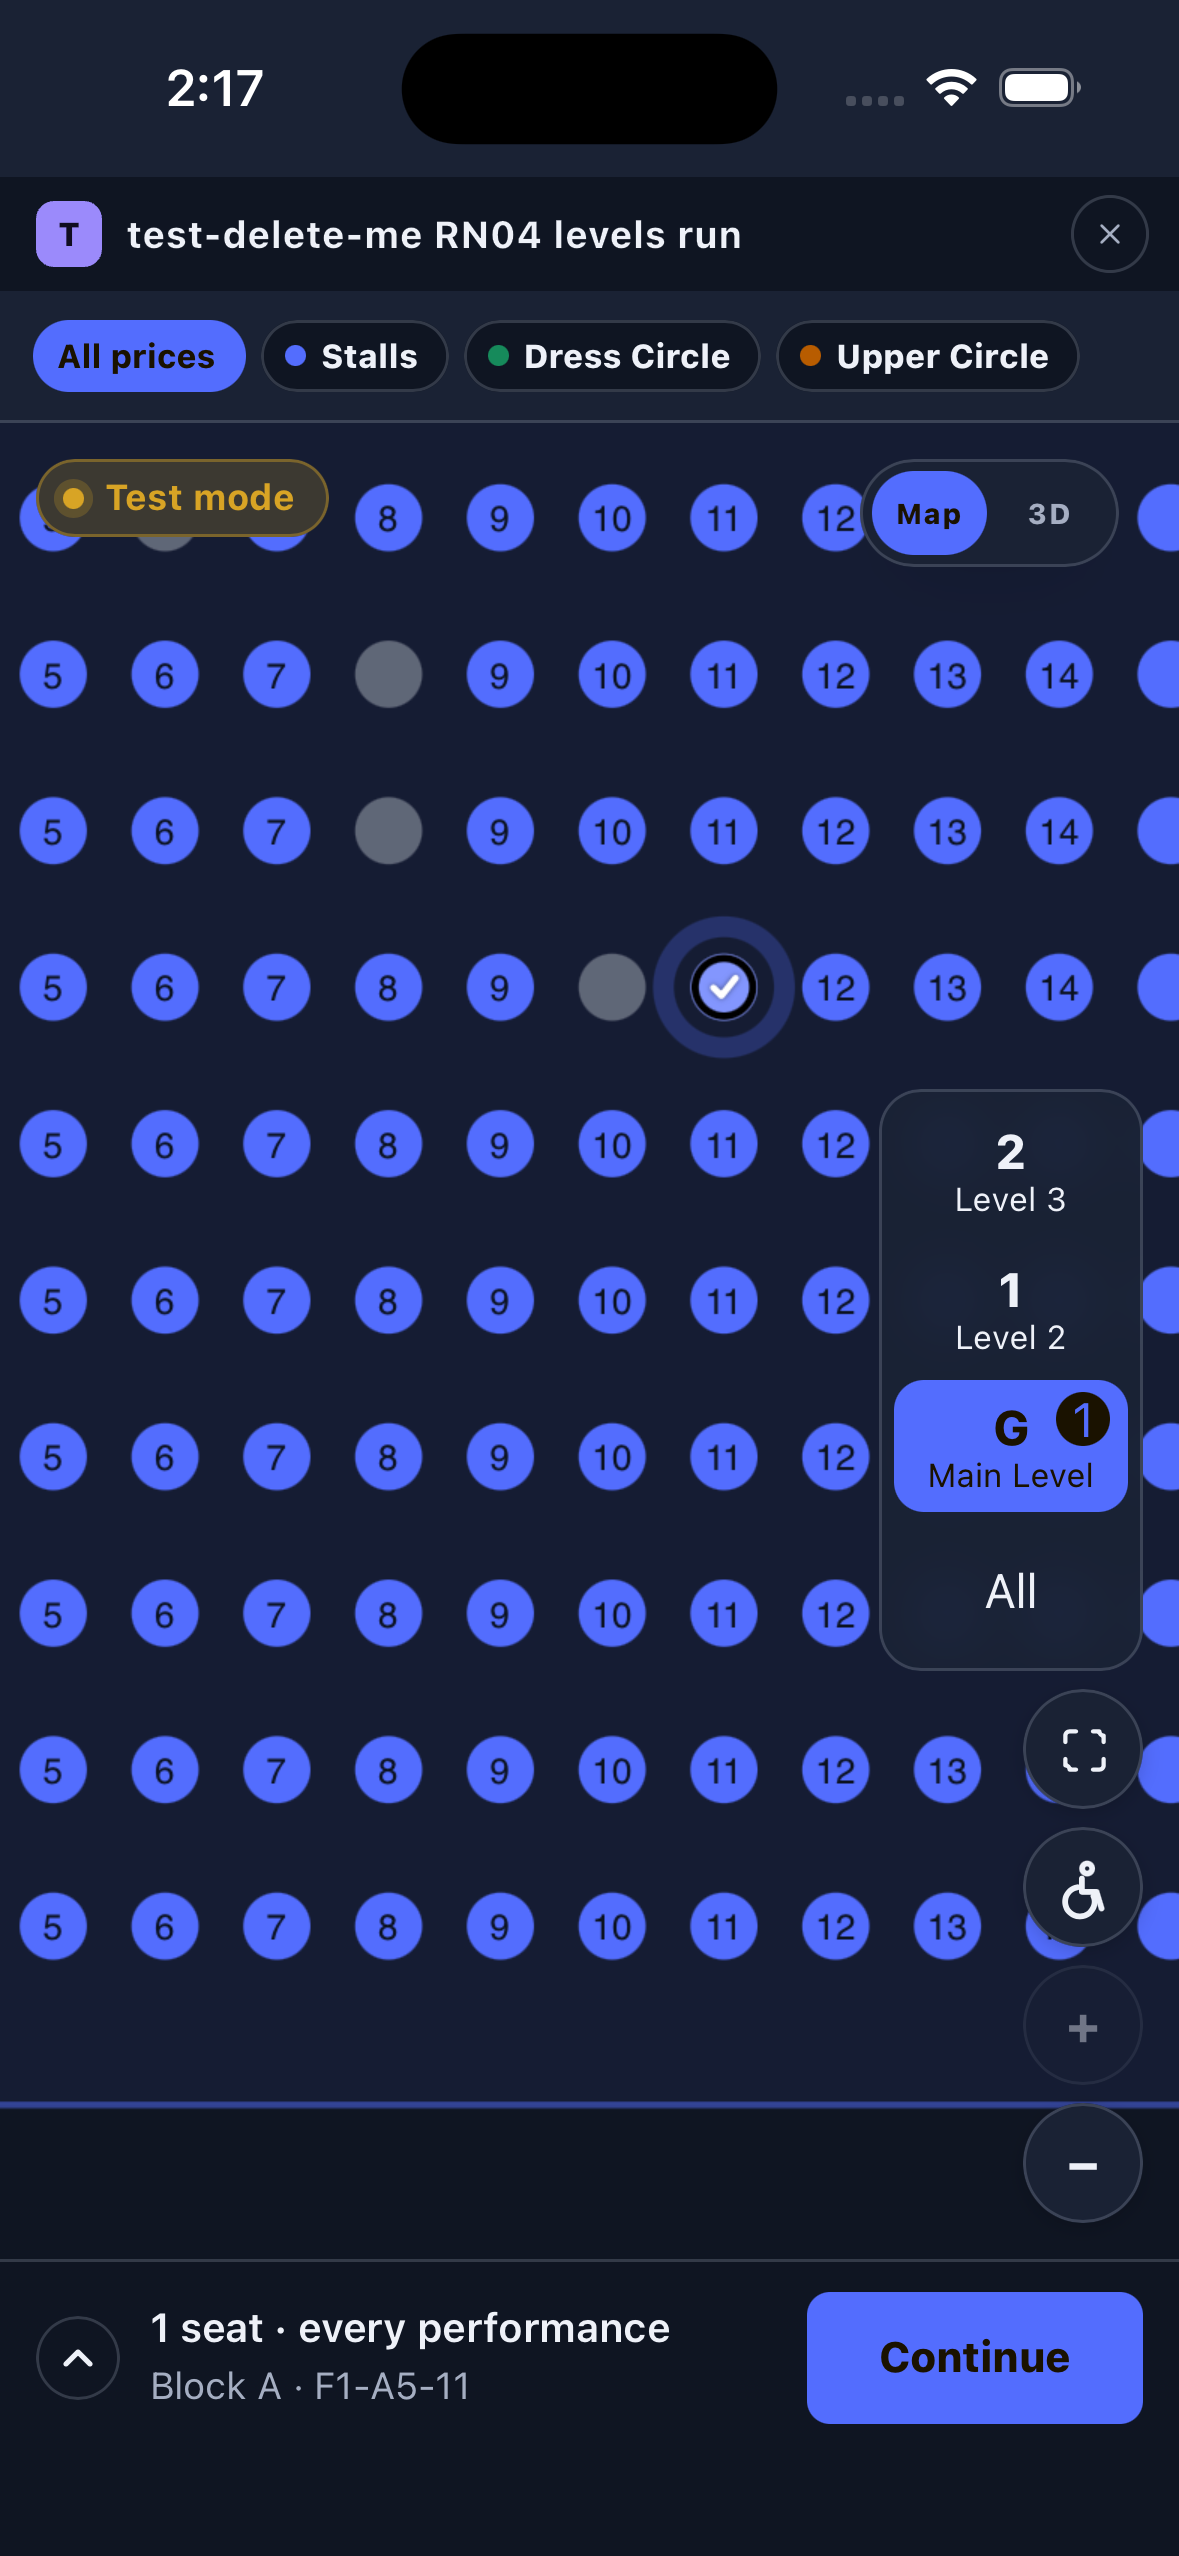 2:17
T test-delete-me RN04 levels run
All prices Stalls Dress Circle Upper Circle
Test mode
Map 3D
8 9 10 11 12
5 6 7 9 10 11 12 13 14
5 6 7 9 10 11 12 13 14
5 6 7 8 9 12 13 14
5 6 7 8 9 10 11 12
2
Level 3
5 6 7 8 9 10 11 12
1
Level 2
5 6 7 8 9 10 11 12
G 1
Main Level
5 6 7 8 9 10 11 12
All
5 6 7 8 9 10 11 12 13
5 6 7 8 9 10 11 12 13
+
−
1 seat · every performance
Block A · F1-A5-11
Continue